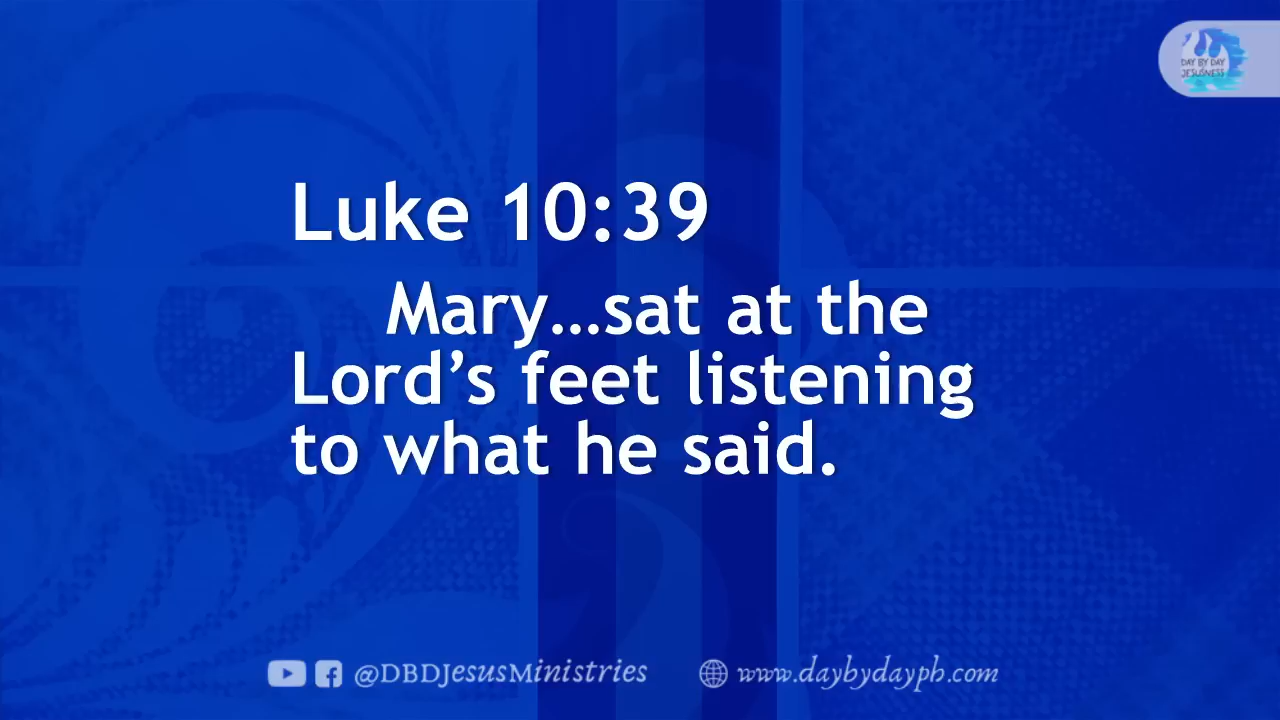 DAY BY DAY
JESUSNESS
Luke 10:39
Mary...sat at the
Lord's feet listening
to what he said.
@DBDJesusMinistries
www.daybydayph.com